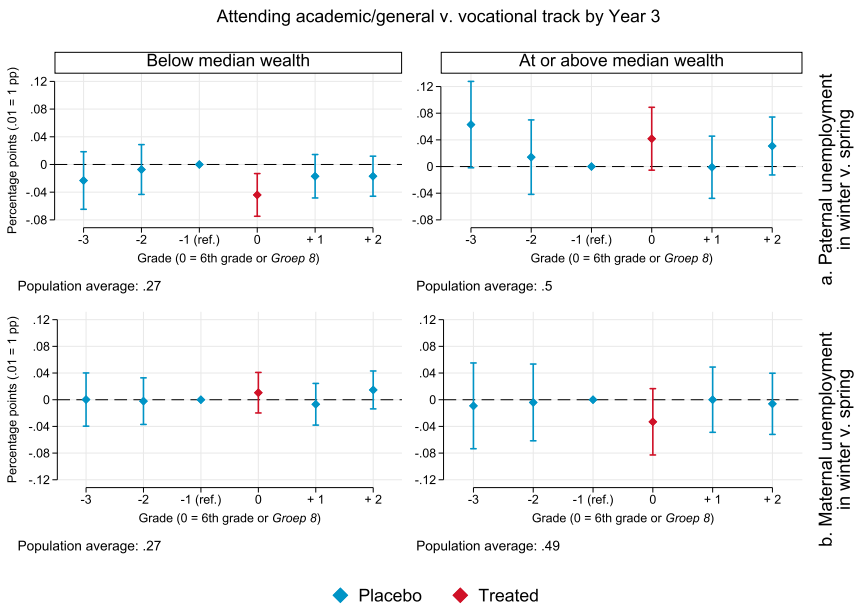 Attending academic/general v. vocational track by Year 3
Below median wealth
At or above median wealth
Percentage points (.01 = 1 pp)
.12
.08
.04
0
-.04
-.08
-3
-2
-1 (ref.)
0
+ 1
+ 2
Grade (0 = 6th grade or Groep 8)
Population average: .27
.12
.08
.04
0
-.04
-.08
-3
-2
-1 (ref.)
0
+ 1
+ 2
Grade (0 = 6th grade or Groep 8)
Population average: .5
a. Paternal unemployment
in winter v. spring
Percentage points (.01 = 1 pp)
.12
.08
.04
0
-.04
-.08
-.12
-3
-2
-1 (ref.)
0
+ 1
+ 2
Grade (0 = 6th grade or Groep 8)
Population average: .27
.12
.08
.04
0
-.04
-.08
-.12
-3
-2
-1 (ref.)
0
+ 1
+ 2
Grade (0 = 6th grade or Groep 8)
Population average: .49
b. Maternal unemployment
in winter v. spring
Placebo
Treated